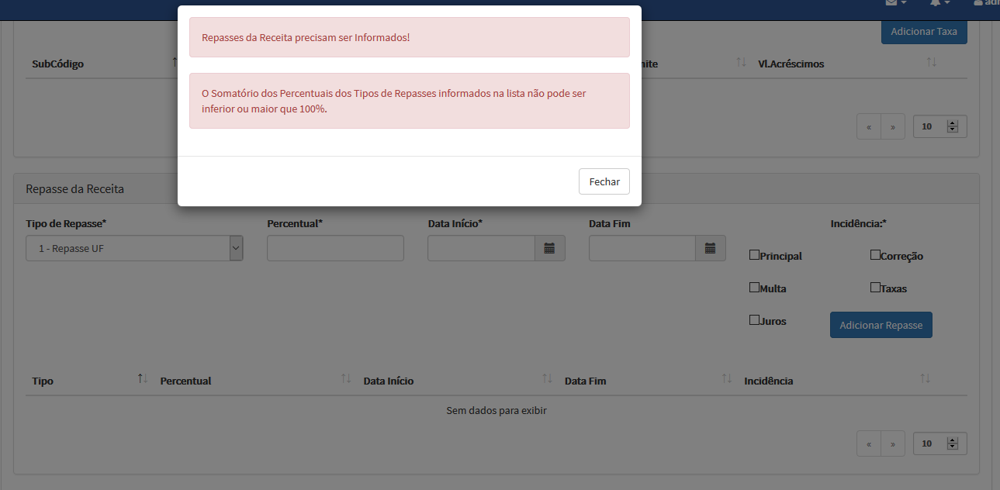 adi
Repasses da Receita precisam ser Informados!
O Somatório dos Percentuais dos Tipos de Repasses informados na lista não pode ser
inferior ou maior que 100%.
Fechar
Adicionar Taxa
SubCódigo nite Vl.Acréscimos
« » 10
Repasse da Receita
Tipo de Repasse* Percentual* Data Início* Data Fim Incidência:*
1 - Repasse UF
Principal Correção
Multa Taxas
Juros Adicionar Repasse
Tipo Percentual Data Início Data Fim Incidência
Sem dados para exibir
« » 10